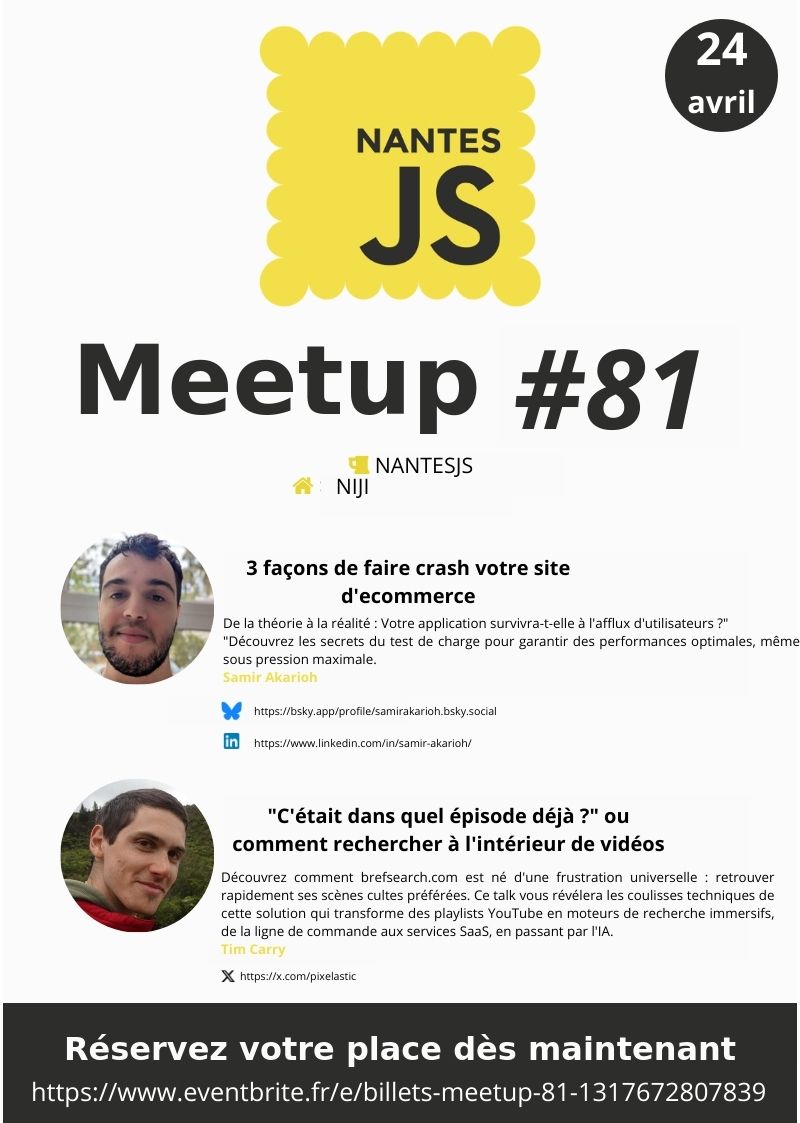 24
avril
NANTES
JS
Meetup #81
NANTESJS
: NIJI
3 façons de faire crash votre site
d'ecommerce
De la théorie à la réalité : Votre application survivra-t-elle à l'afflux d'utilisateurs ?"
"Découvrez les secrets du test de charge pour garantir des performances optimales, même
sous pression maximale.
Samir Akarioh
https://bsky.app/profile/samirakarioh.bsky.social
in https://www.linkedin.com/in/samir-akarioh/
"C'était dans quel épisode déjà ?" ou
comment rechercher à l'intérieur de vidéos
Découvrez comment brefsearch.com est né d'une frustration universelle : retrouver
rapidement ses scènes cultes préférées. Ce talk vous révélera les coulisses techniques de
cette solution qui transforme des playlists YouTube en moteurs de recherche immersifs,
de la ligne de commande aux services SaaS, en passant par l'IA.
Tim Carry
X https://x.com/pixelastic
Réservez votre place dès maintenant
https://www.eventbrite.fr/e/billets-meetup-81-1317672807839